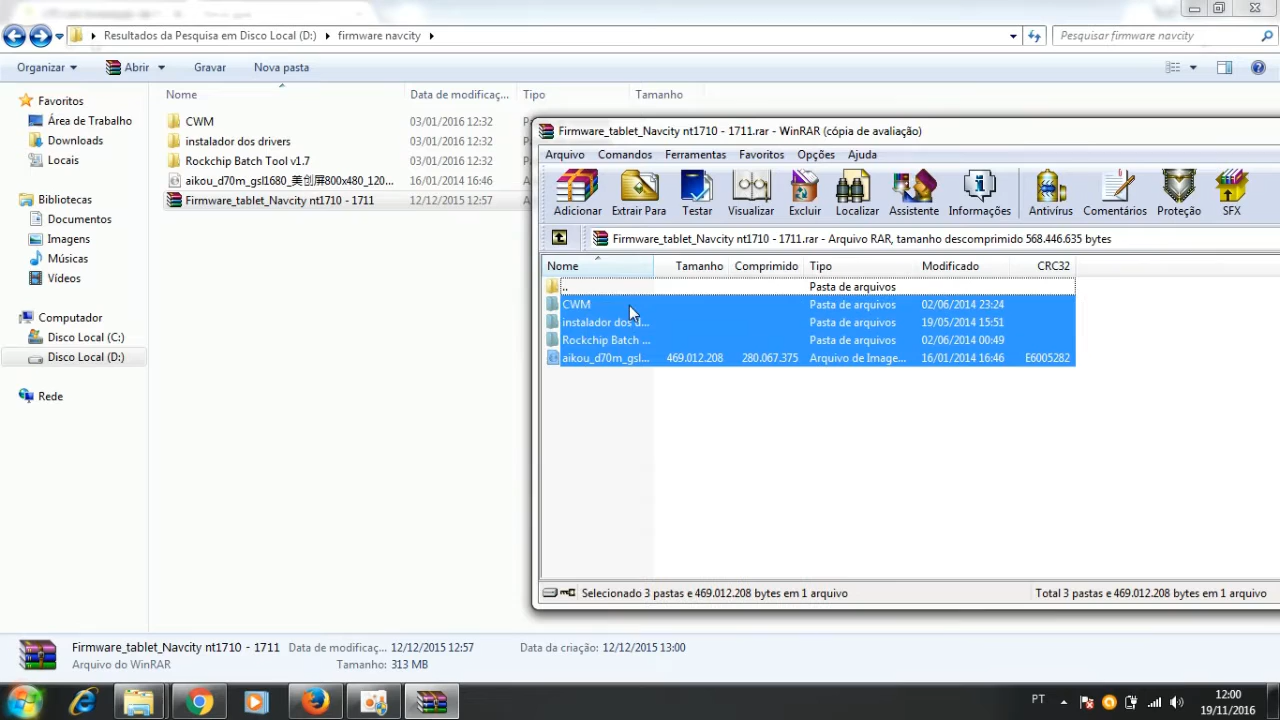 Resultados da Pesquisa em Disco Local (D:) firmware navcity
Pesquisar firmware navcity
Organizar Abrir Gravar Nova pasta
Favoritos
Área de Trabalho
Downloads
Locais
Bibliotecas
Documentos
Imagens
Músicas
Vídeos
Computador
Disco Local (C:)
Disco Local (D:)
Rede
Nome Data de modificaç... Tipo Tamanho
CWM 03/01/2016 12:32
instalador dos drivers 03/01/2016 12:32
Rockchip Batch Tool v1.7 03/01/2016 12:32
aikou_d70m_gsl1680_美创屏800x480_120... 16/01/2014 16:46
Firmware_tablet_Navcity nt1710 - 1711 12/12/2015 12:57
Firmware_tablet_Navcity nt1710 - 1711.rar - WinRAR (cópia de avaliação)
Arquivo Comandos Ferramentas Favoritos Opções Ajuda
Adicionar Extrair Para Testar Visualizar Excluir Localizar Assistente Informações Antivírus Comentários Proteção SFX
Firmware_tablet_Navcity nt1710 - 1711.rar - Arquivo RAR, tamanho descomprimido 568.446.635 bytes
Nome Tamanho Comprimido Tipo Modificado CRC32
.. Pasta de arquivos
CWM Pasta de arquivos 02/06/2014 23:24
instalador dos d... Pasta de arquivos 19/05/2014 15:51
Rockchip Batch ... Pasta de arquivos 02/06/2014 00:49
aikou_d70m_gsl... 469.012.208 280.067.375 Arquivo de Image... 16/01/2014 16:46 E6005282
Selecionado 3 pastas e 469.012.208 bytes em 1 arquivo
Total 3 pastas e 469.012.208 bytes em 1 arquivo
Firmware_tablet_Navcity nt1710 - 1711 Data de modificaç... 12/12/2015 12:57 Data da criação: 12/12/2015 13:00
Arquivo do WinRAR Tamanho: 313 MB
PT
12:00
19/11/2016